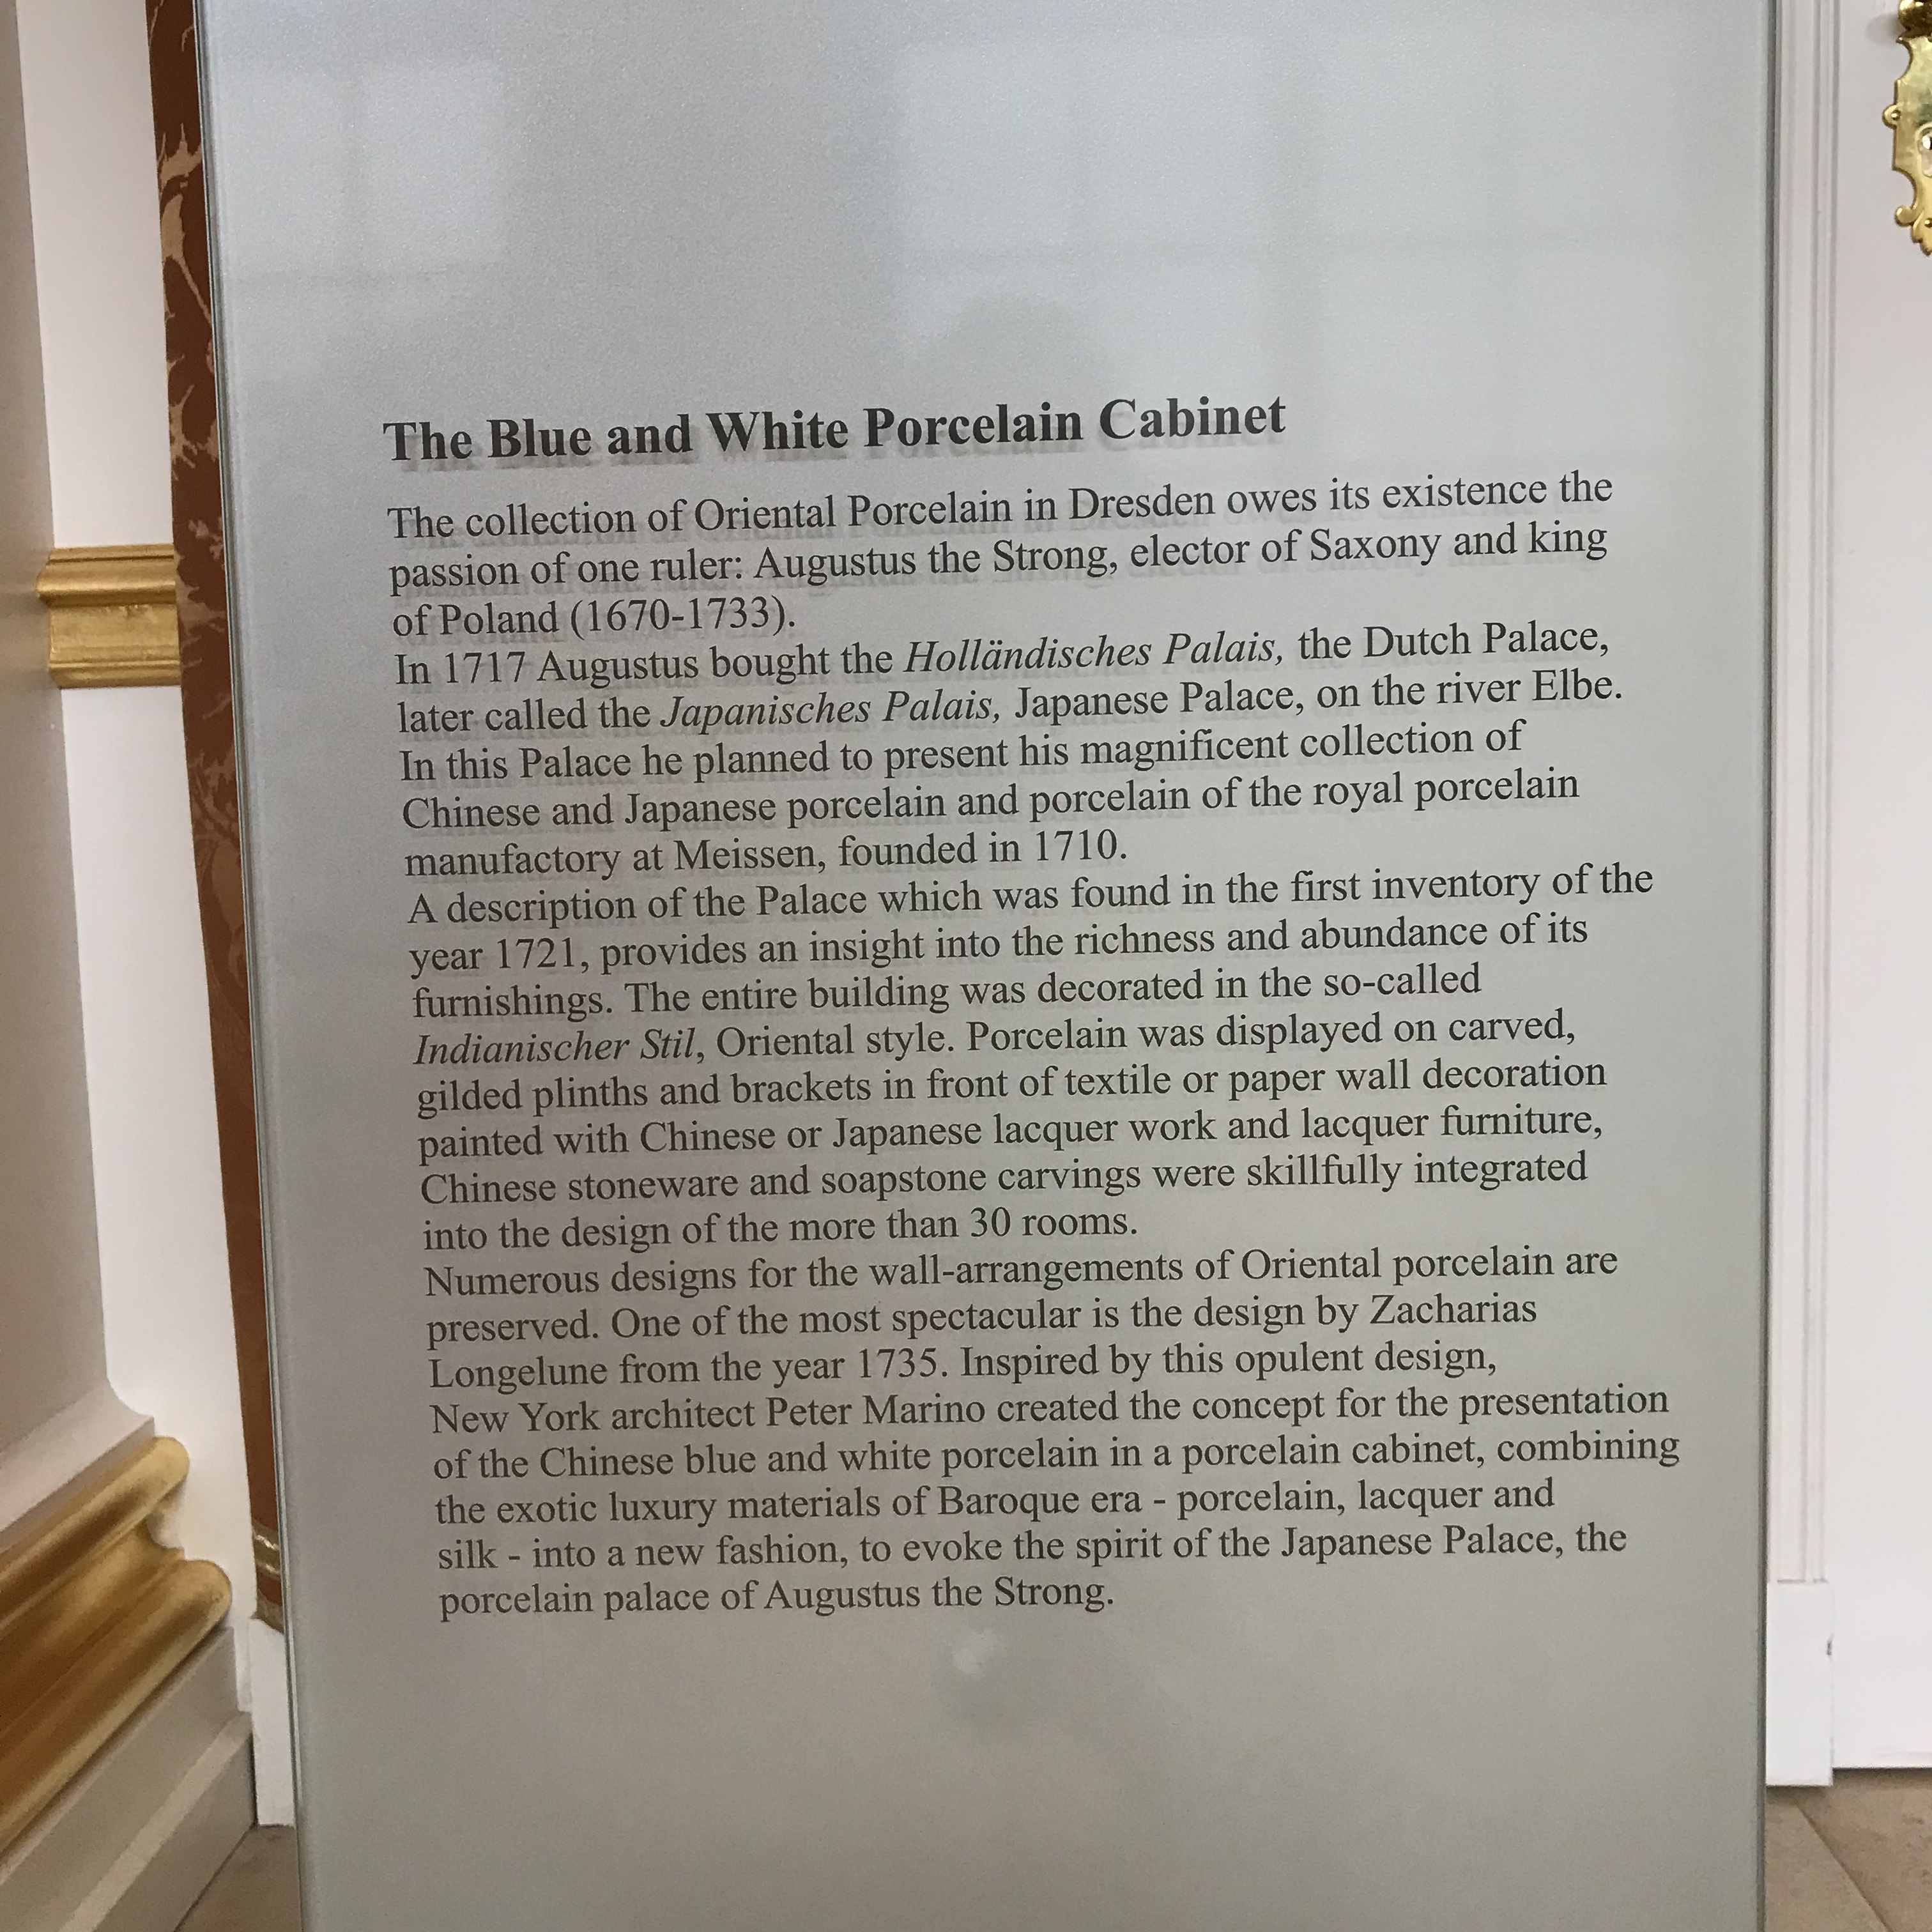 The Blue and White Porcelain Cabinet
The collection of Oriental Porcelain in Dresden owes its existence the
passion of one ruler: Augustus the Strong, elector of Saxony and king
of Poland (1670-1733).
In 1717 Augustus bought the Holländisches Palais, the Dutch Palace,
later called the Japanisches Palais, Japanese Palace, on the river Elbe.
In this Palace he planned to present his magnificent collection of
Chinese and Japanese porcelain and porcelain of the royal porcelain
manufactory at Meissen, founded in 1710.
A description of the Palace which was found in the first inventory of the
year 1721, provides an insight into the richness and abundance of its
furnishings. The entire building was decorated in the so-called
Indianischer Stil, Oriental style. Porcelain was displayed on carved,
gilded plinths and brackets in front of textile or paper wall decoration
painted with Chinese or Japanese lacquer work and lacquer furniture,
Chinese stoneware and soapstone carvings were skillfully integrated
into the design of the more than 30 rooms.
Numerous designs for the wall-arrangements of Oriental porcelain are
preserved. One of the most spectacular is the design by Zacharias
Longelune from the year 1735. Inspired by this opulent design,
New York architect Peter Marino created the concept for the presentation
of the Chinese blue and white porcelain in a porcelain cabinet, combining
the exotic luxury materials of Baroque era - porcelain, lacquer and
silk - into a new fashion, to evoke the spirit of the Japanese Palace, the
porcelain palace of Augustus the Strong.